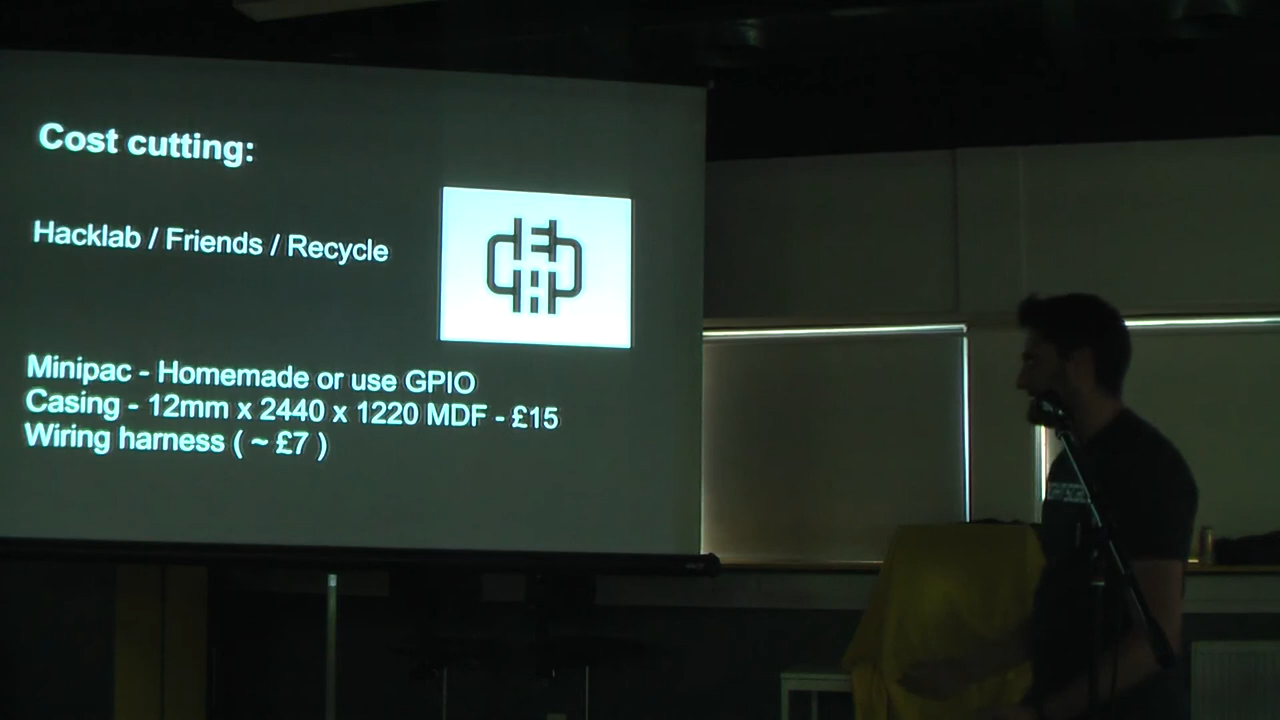 Cost cutting:
Hacklab / Friends / Recycle
Minipac - Homemade or use GPIO
Casing - 12mm x 2440 x 1220 MDF - £15
Wiring harness ( ~ £7 )